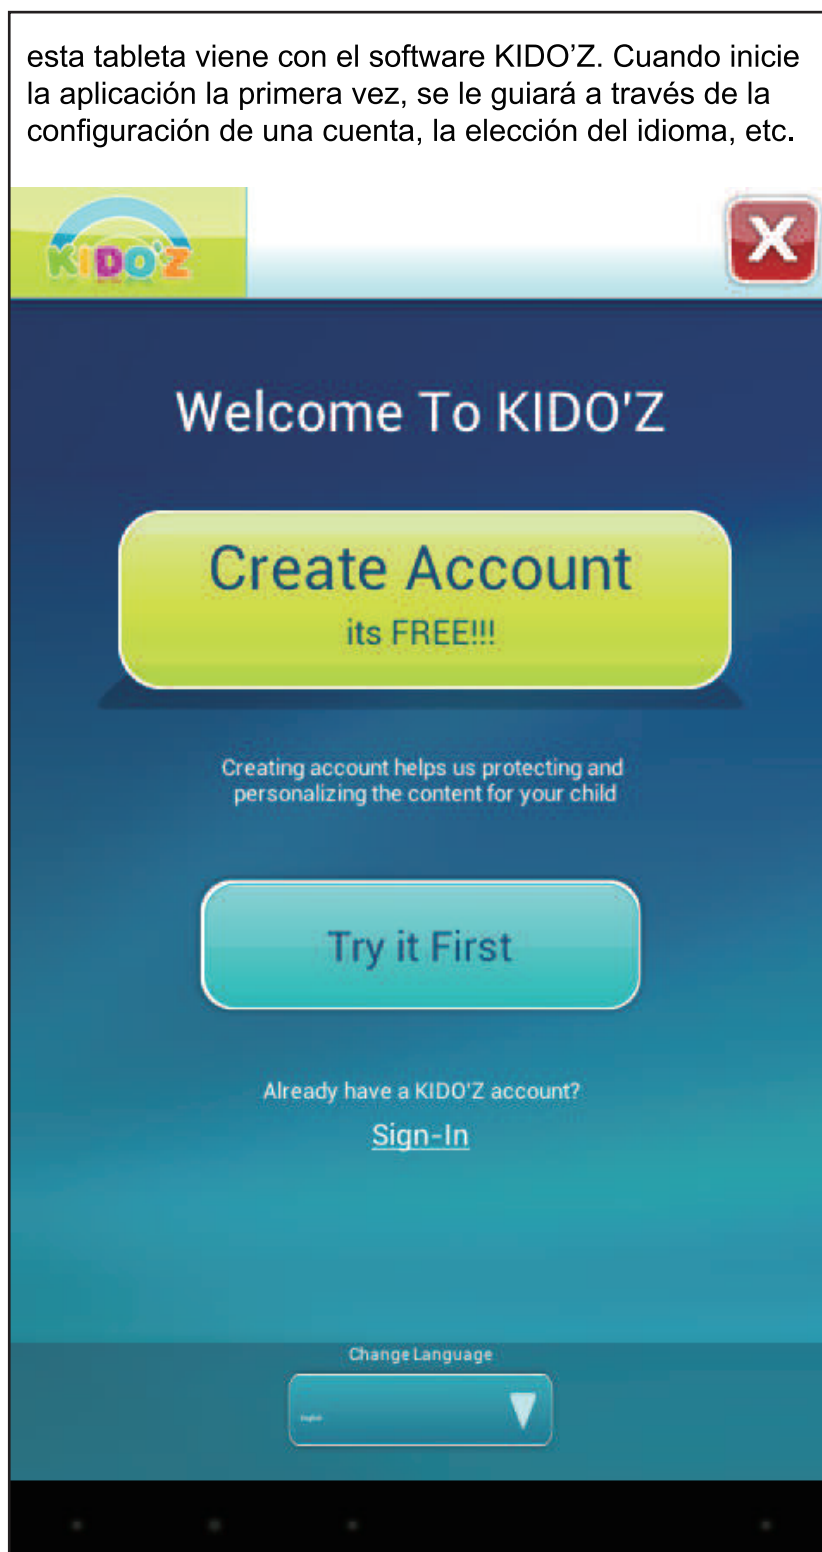 esta tableta viene con el software KIDO’Z. Cuando inicie
la aplicación la primera vez, se le guiará a través de la
configuración de una cuenta, la elección del idioma, etc.
KIDO'Z
Welcome To KIDO'Z
Create Account
its FREE!!!
Creating account helps us protecting and
personalizing the content for your child
Try it First
Already have a KIDO'Z account?
Sign-In
Change Language
English